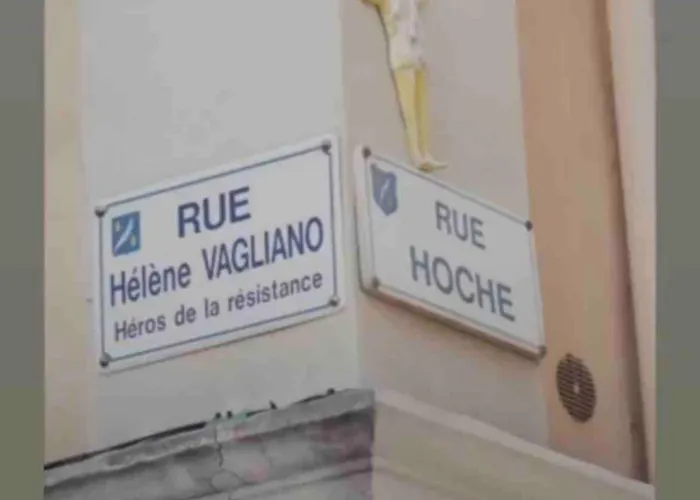 RUE
Hélène VAGLIANO
Héros de la résistance
RUE
HOCHE